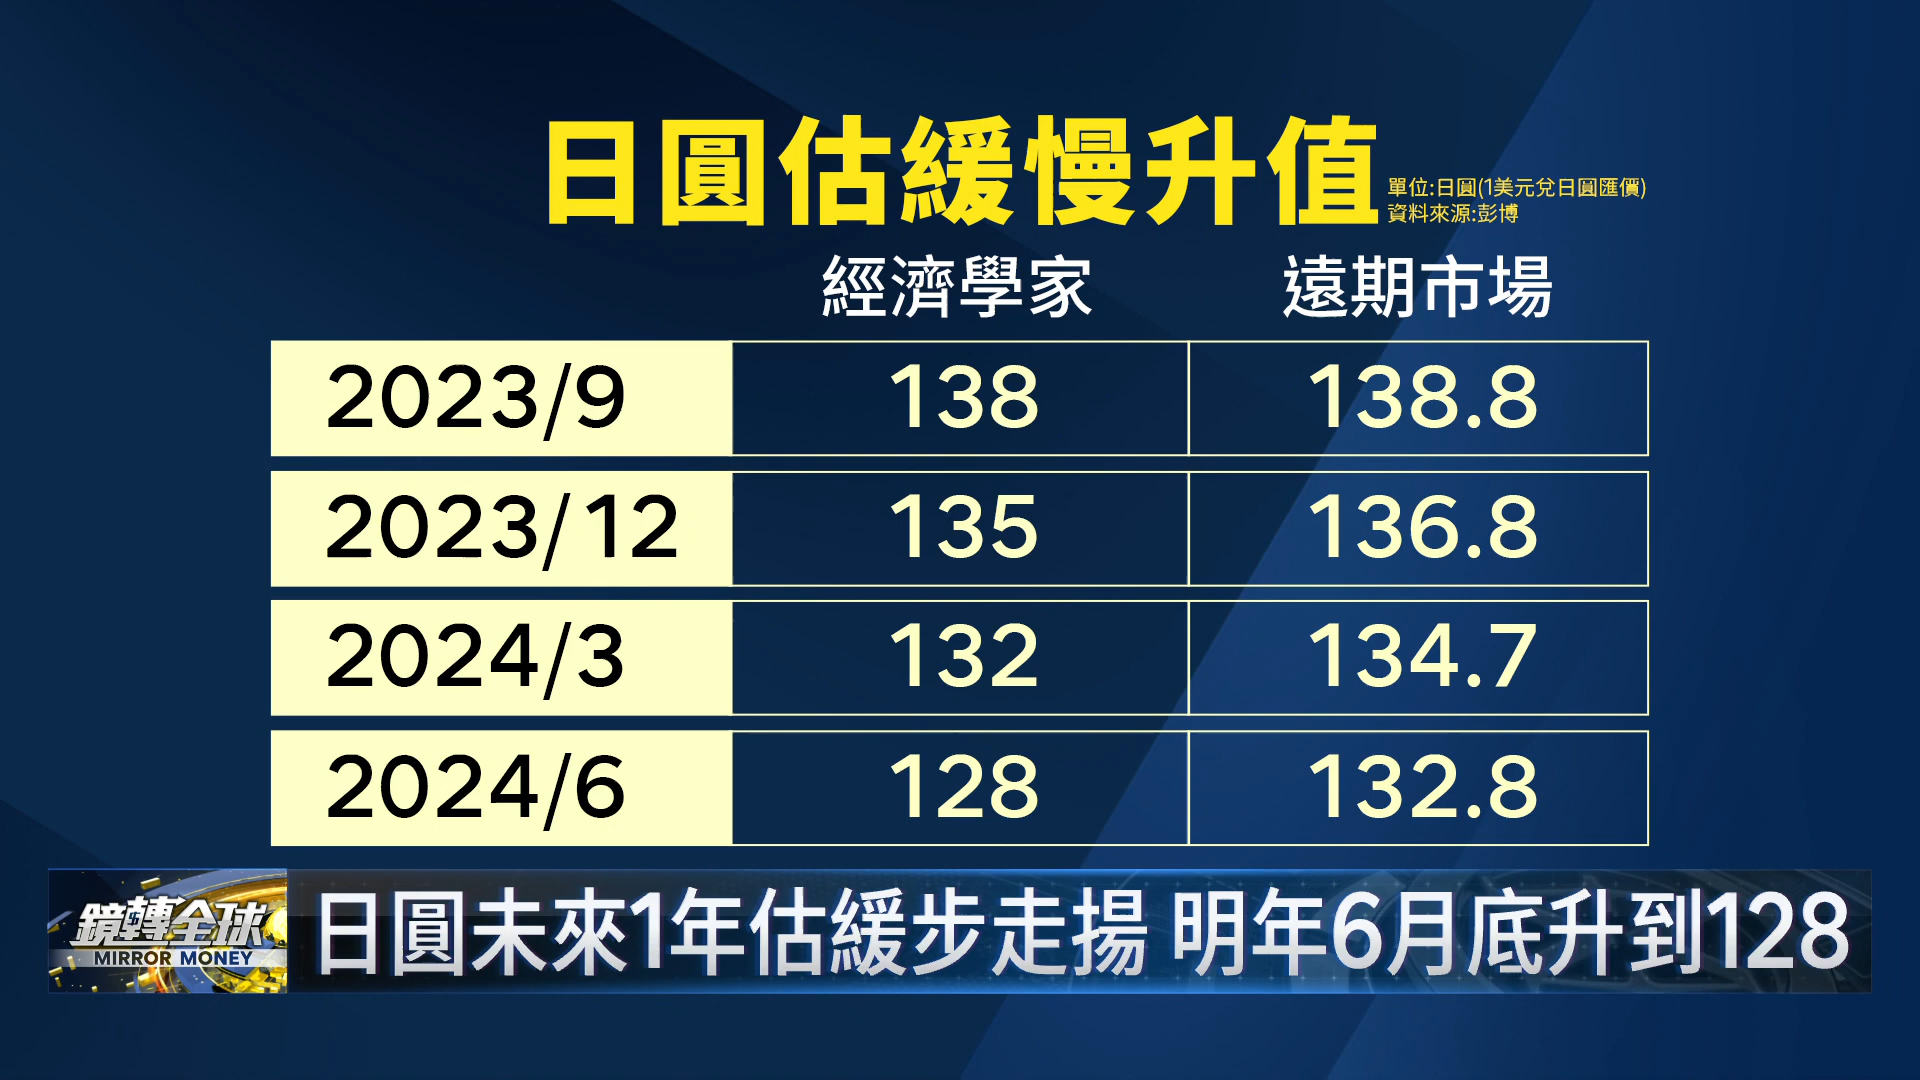 日圓估緩慢升值
單位:日圓(1美元兌日圓匯價)
資料來源:彭博
經濟學家 遠期市場
2023/9 138 138.8
2023/12 135 136.8
2024/3 132 134.7
2024/6 128 132.8
鏡轉全球
MIRROR MONEY
日圓未來1年估緩步走揚 明年6月底升到128